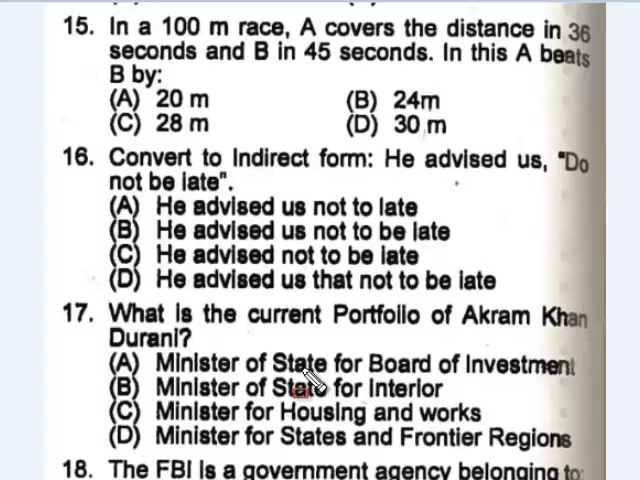 15. In a 100 m race, A covers the distance in 36
seconds and B in 45 seconds. In this A beats
B by:
(A) 20 m (B) 24m
(C) 28 m (D) 30 m
16. Convert to Indirect form: He advised us, "Do
not be late".
(A) He advised us not to late
(B) He advised us not to be late
(C) He advised not to be late
(D) He advised us that not to be late
17. What is the current Portfolio of Akram Khan
Durani?
(A) Minister of State for Board of Investment
(B) Minister of State for Interior
(C) Minister for Housing and works
(D) Minister for States and Frontier Regions
18. The FBI is a government agency belonging to: